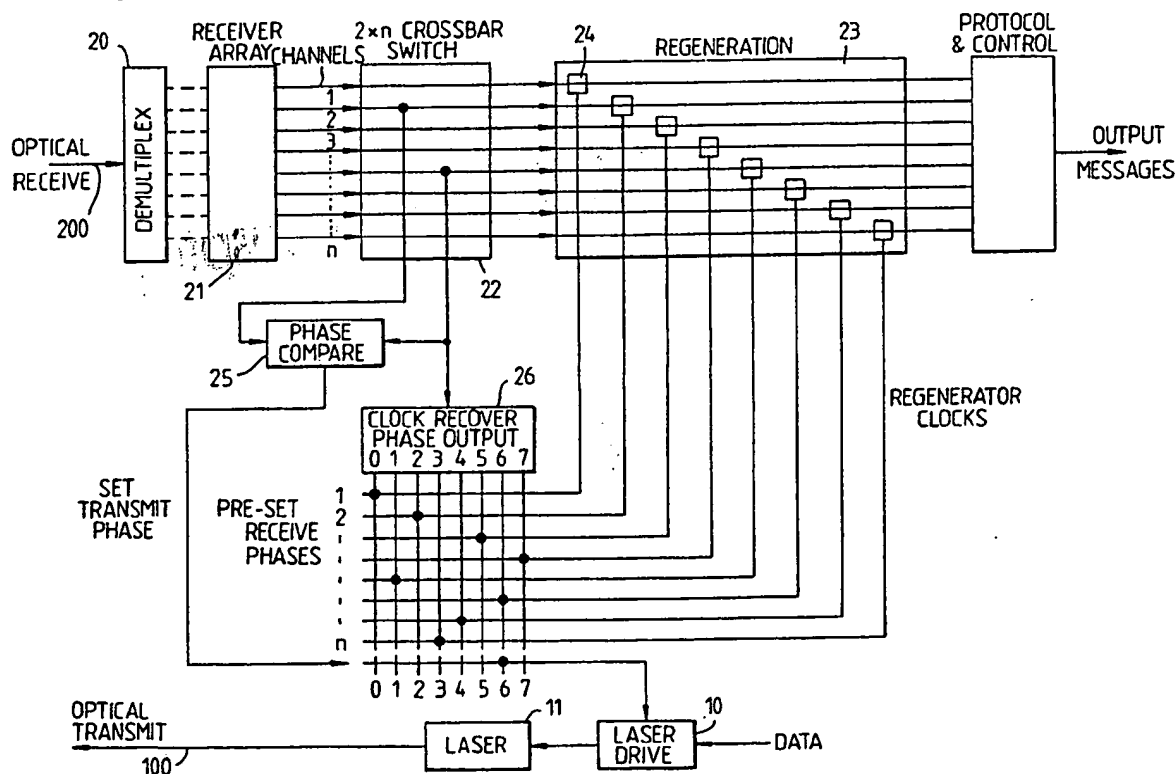 20
RECEIVER
ARRAY
CHANNELS
2×n CROSSBAR
SWITCH
24
REGENERATION
23
PROTOCOL
& CONTROL
OPTICAL
RECEIVE
200
DEMULTIPLEX
1
2
3
n
OUTPUT
MESSAGES
21
22
PHASE
COMPARE
25
26
CLOCK RECOVER
PHASE OUTPUT
0 1 2 3 4 5 6 7
REGENERATOR
CLOCKS
SET
TRANSMIT
PHASE
PRE-SET
RECEIVE
PHASES
1
2
n
0 1 2 3 4 5 6 7
OPTICAL
TRANSMIT
100
11
LASER
10
LASER
DRIVE
DATA